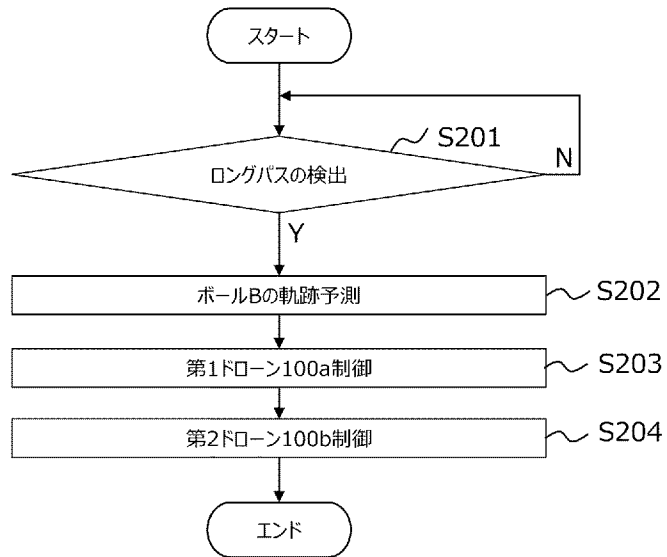 スタート
S201
ロングパスの検出
N
Y
ボールBの軌跡予測
S202
第1ドローン100a制御
S203
第2ドローン100b制御
S204
エンド